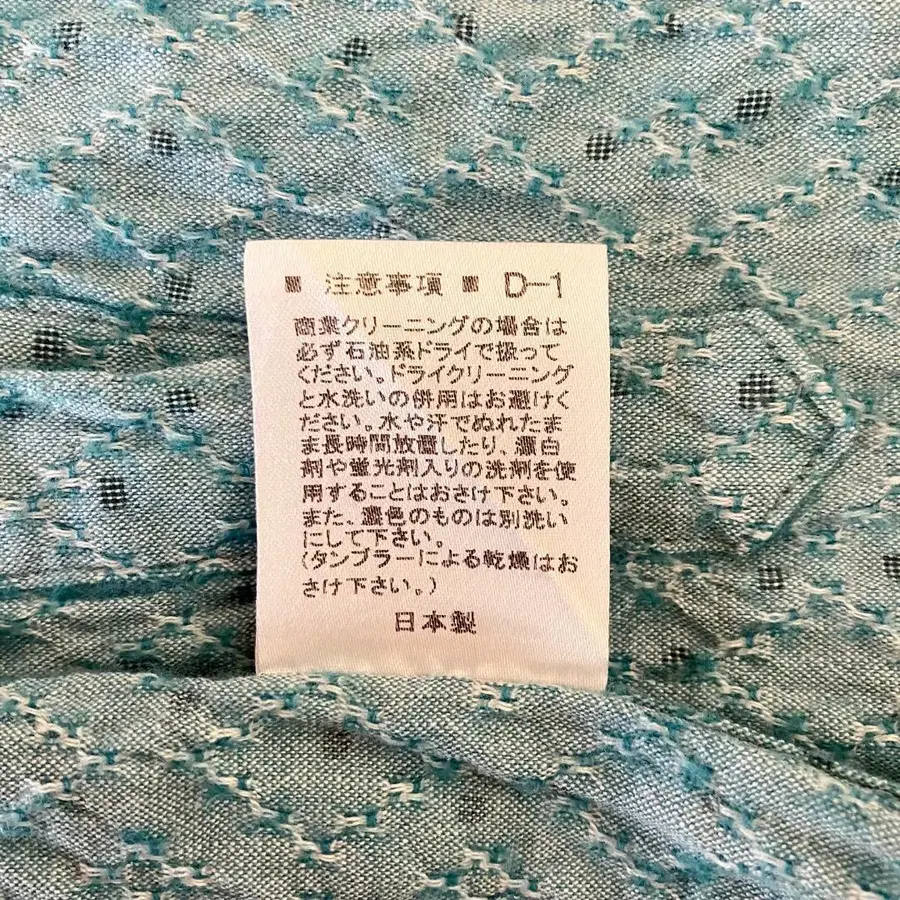 ■ 注意事項 ■ D-1
商業クリーニングの場合は
必ず石油系ドライで扱って
ください。ドライクリーニング
と水洗いの併用はお避けく
ださい。水や汗でぬれたま
ま長時間放置したり、漂白
剤や蛍光剤入りの洗剤を使
用することはおさけ下さい。
また、濃色のものは別洗い
にして下さい。
(タンブラーによる乾燥はお
さけ下さい。)
日本製